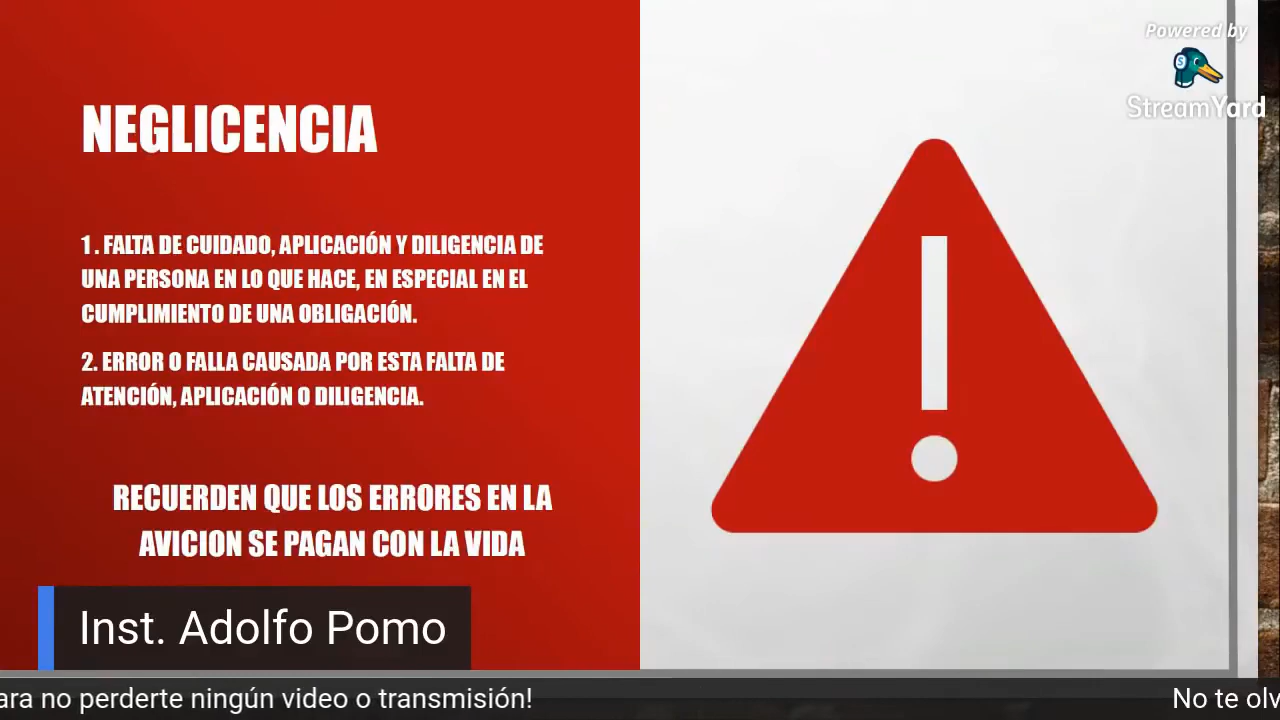 Powered by
StreamYard
NEGLICENCIA
1. FALTA DE CUIDADO, APLICACIÓN Y DILIGENCIA DE
UNA PERSONA EN LO QUE HACE, EN ESPECIAL EN EL
CUMPLIMIENTO DE UNA OBLIGACIÓN.
2. ERROR O FALLA CAUSADA POR ESTA FALTA DE
ATENCIÓN, APLICACIÓN O DILIGENCIA.
RECUERDEN QUE LOS ERRORES EN LA
AVICION SE PAGAN CON LA VIDA
Inst. Adolfo Pomo
ara no perderte ningún video o transmisión! No te olv